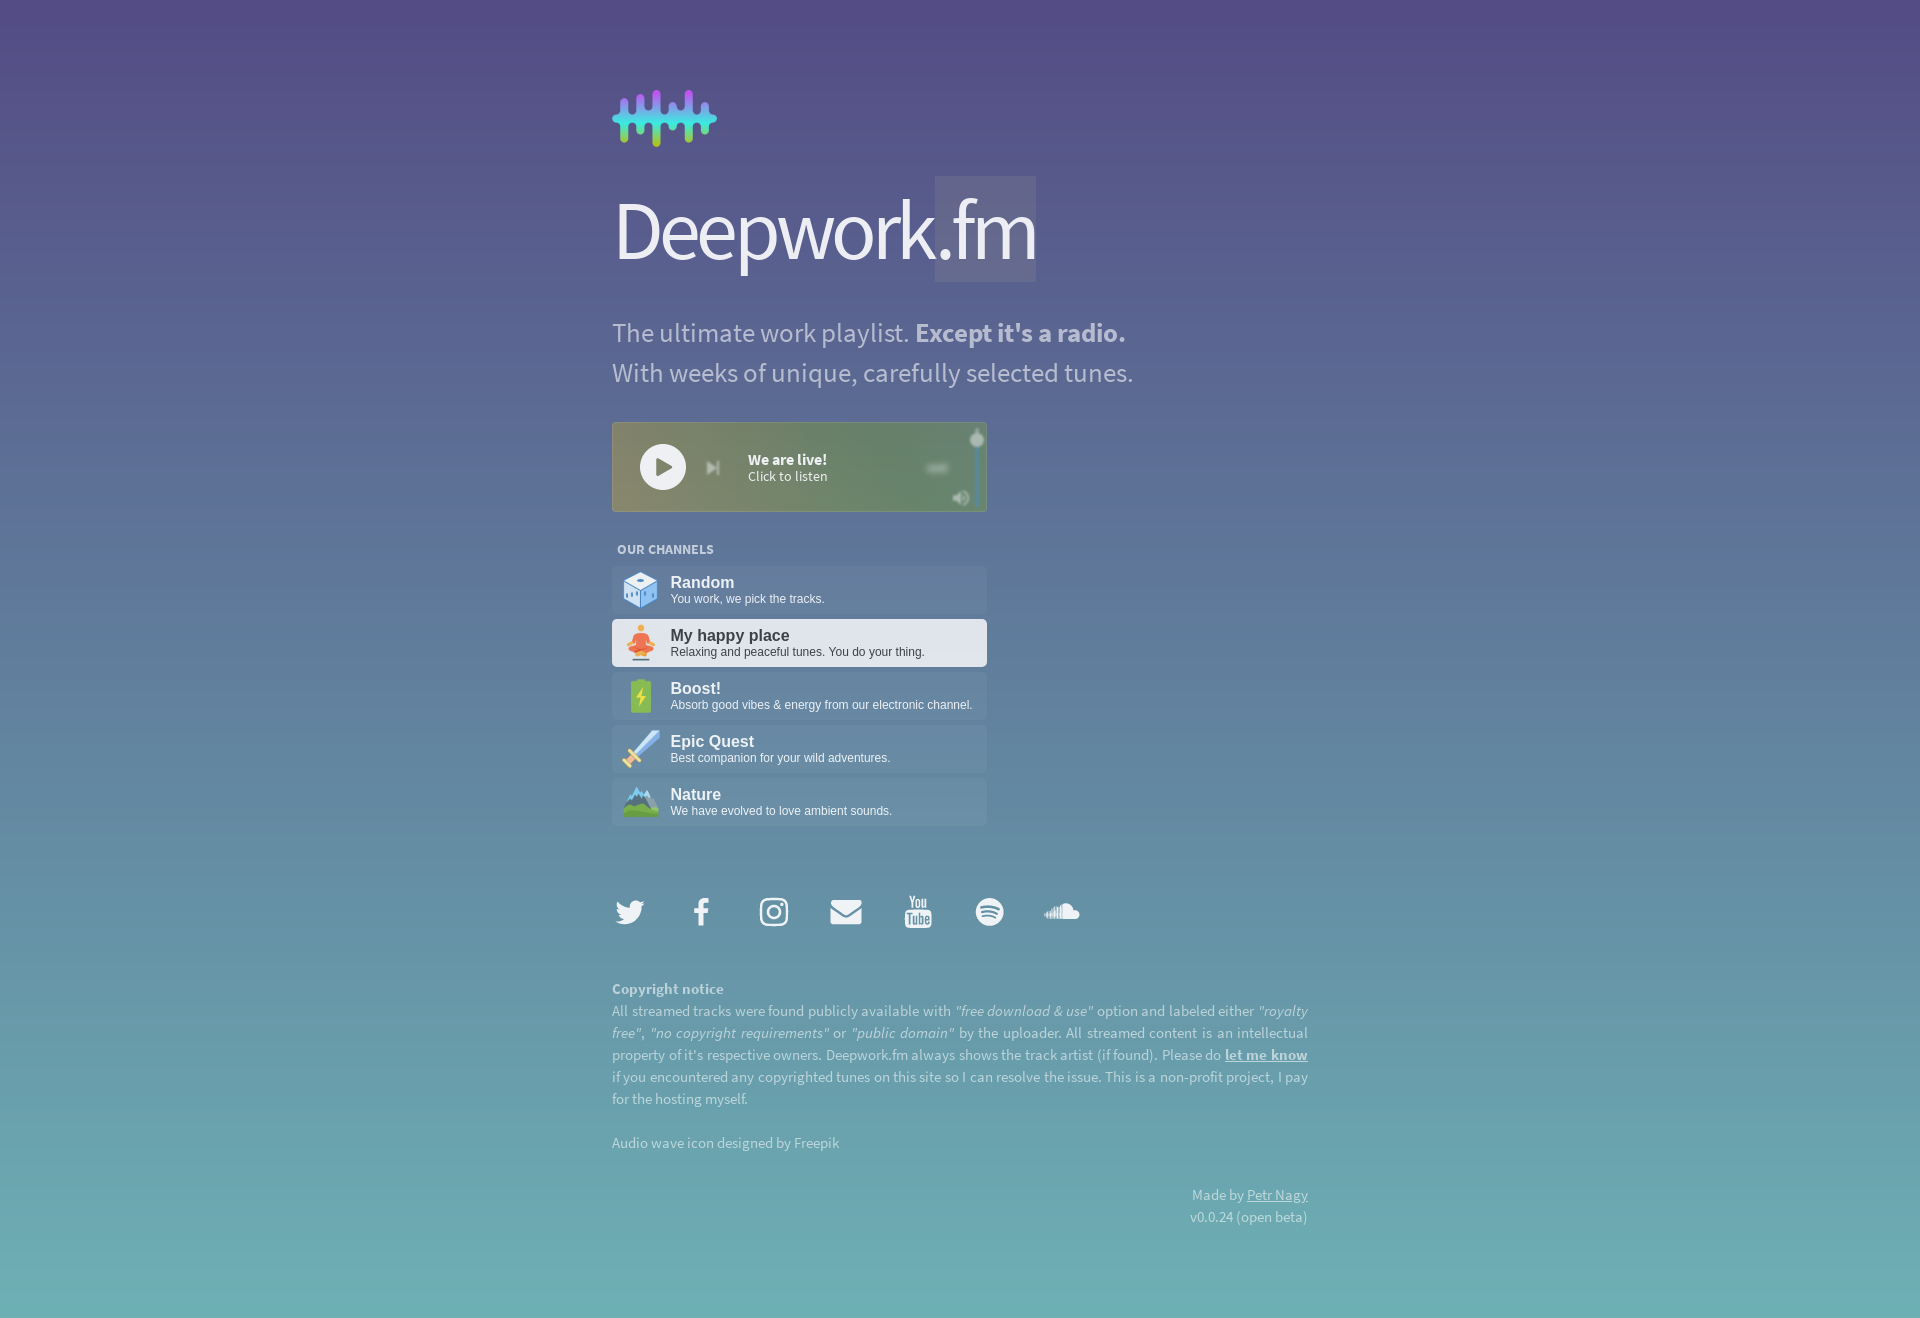 Deepwork.fm
The ultimate work playlist. Except it's a radio.
With weeks of unique, carefully selected tunes.
We are live!
Click to listen
OUR CHANNELS
Random
You work, we pick the tracks.
My happy place
Relaxing and peaceful tunes. You do your thing.
Boost!
Absorb good vibes & energy from our electronic channel.
Epic Quest
Best companion for your wild adventures.
Nature
We have evolved to love ambient sounds.
You
Tube
Copyright notice
All streamed tracks were found publicly available with "free download & use" option and labeled either "royalty
free", "no copyright requirements" or "public domain" by the uploader. All streamed content is an intellectual
property of it's respective owners. Deepwork.fm always shows the track artist (if found). Please do let me know
if you encountered any copyrighted tunes on this site so I can resolve the issue. This is a non-profit project, I pay
for the hosting myself.
Audio wave icon designed by Freepik
Made by Petr Nagy
v0.0.24 (open beta)